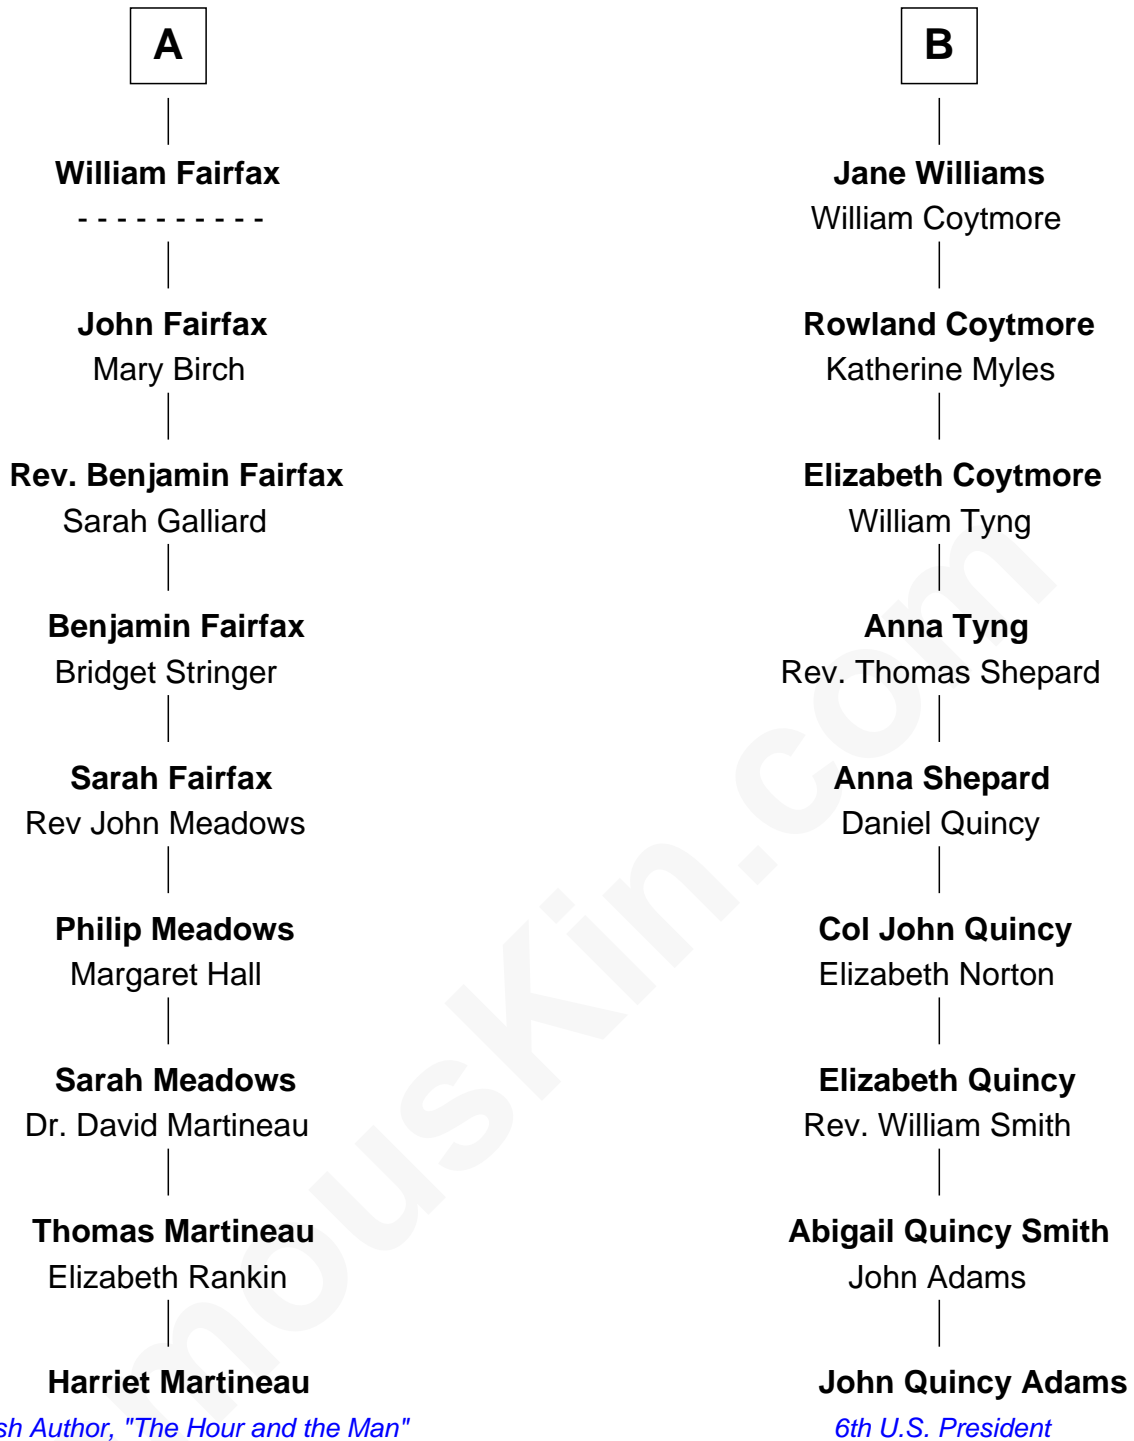 A
William Fairfax
- - - - - - - - - -
John Fairfax
Mary Birch
Rev. Benjamin Fairfax
Sarah Galliard
Benjamin Fairfax
Bridget Stringer
Sarah Fairfax
Rev John Meadows
Philip Meadows
Margaret Hall
Sarah Meadows
Dr. David Martineau
Thomas Martineau
Elizabeth Rankin
Harriet Martineau
sh Author, "The Hour and the Man"
B
Jane Williams
William Coytmore
Rowland Coytmore
Katherine Myles
Elizabeth Coytmore
William Tyng
Anna Tyng
Rev. Thomas Shepard
Anna Shepard
Daniel Quincy
Col John Quincy
Elizabeth Norton
Elizabeth Quincy
Rev. William Smith
Abigail Quincy Smith
John Adams
John Quincy Adams
6th U.S. President
mousKin.com